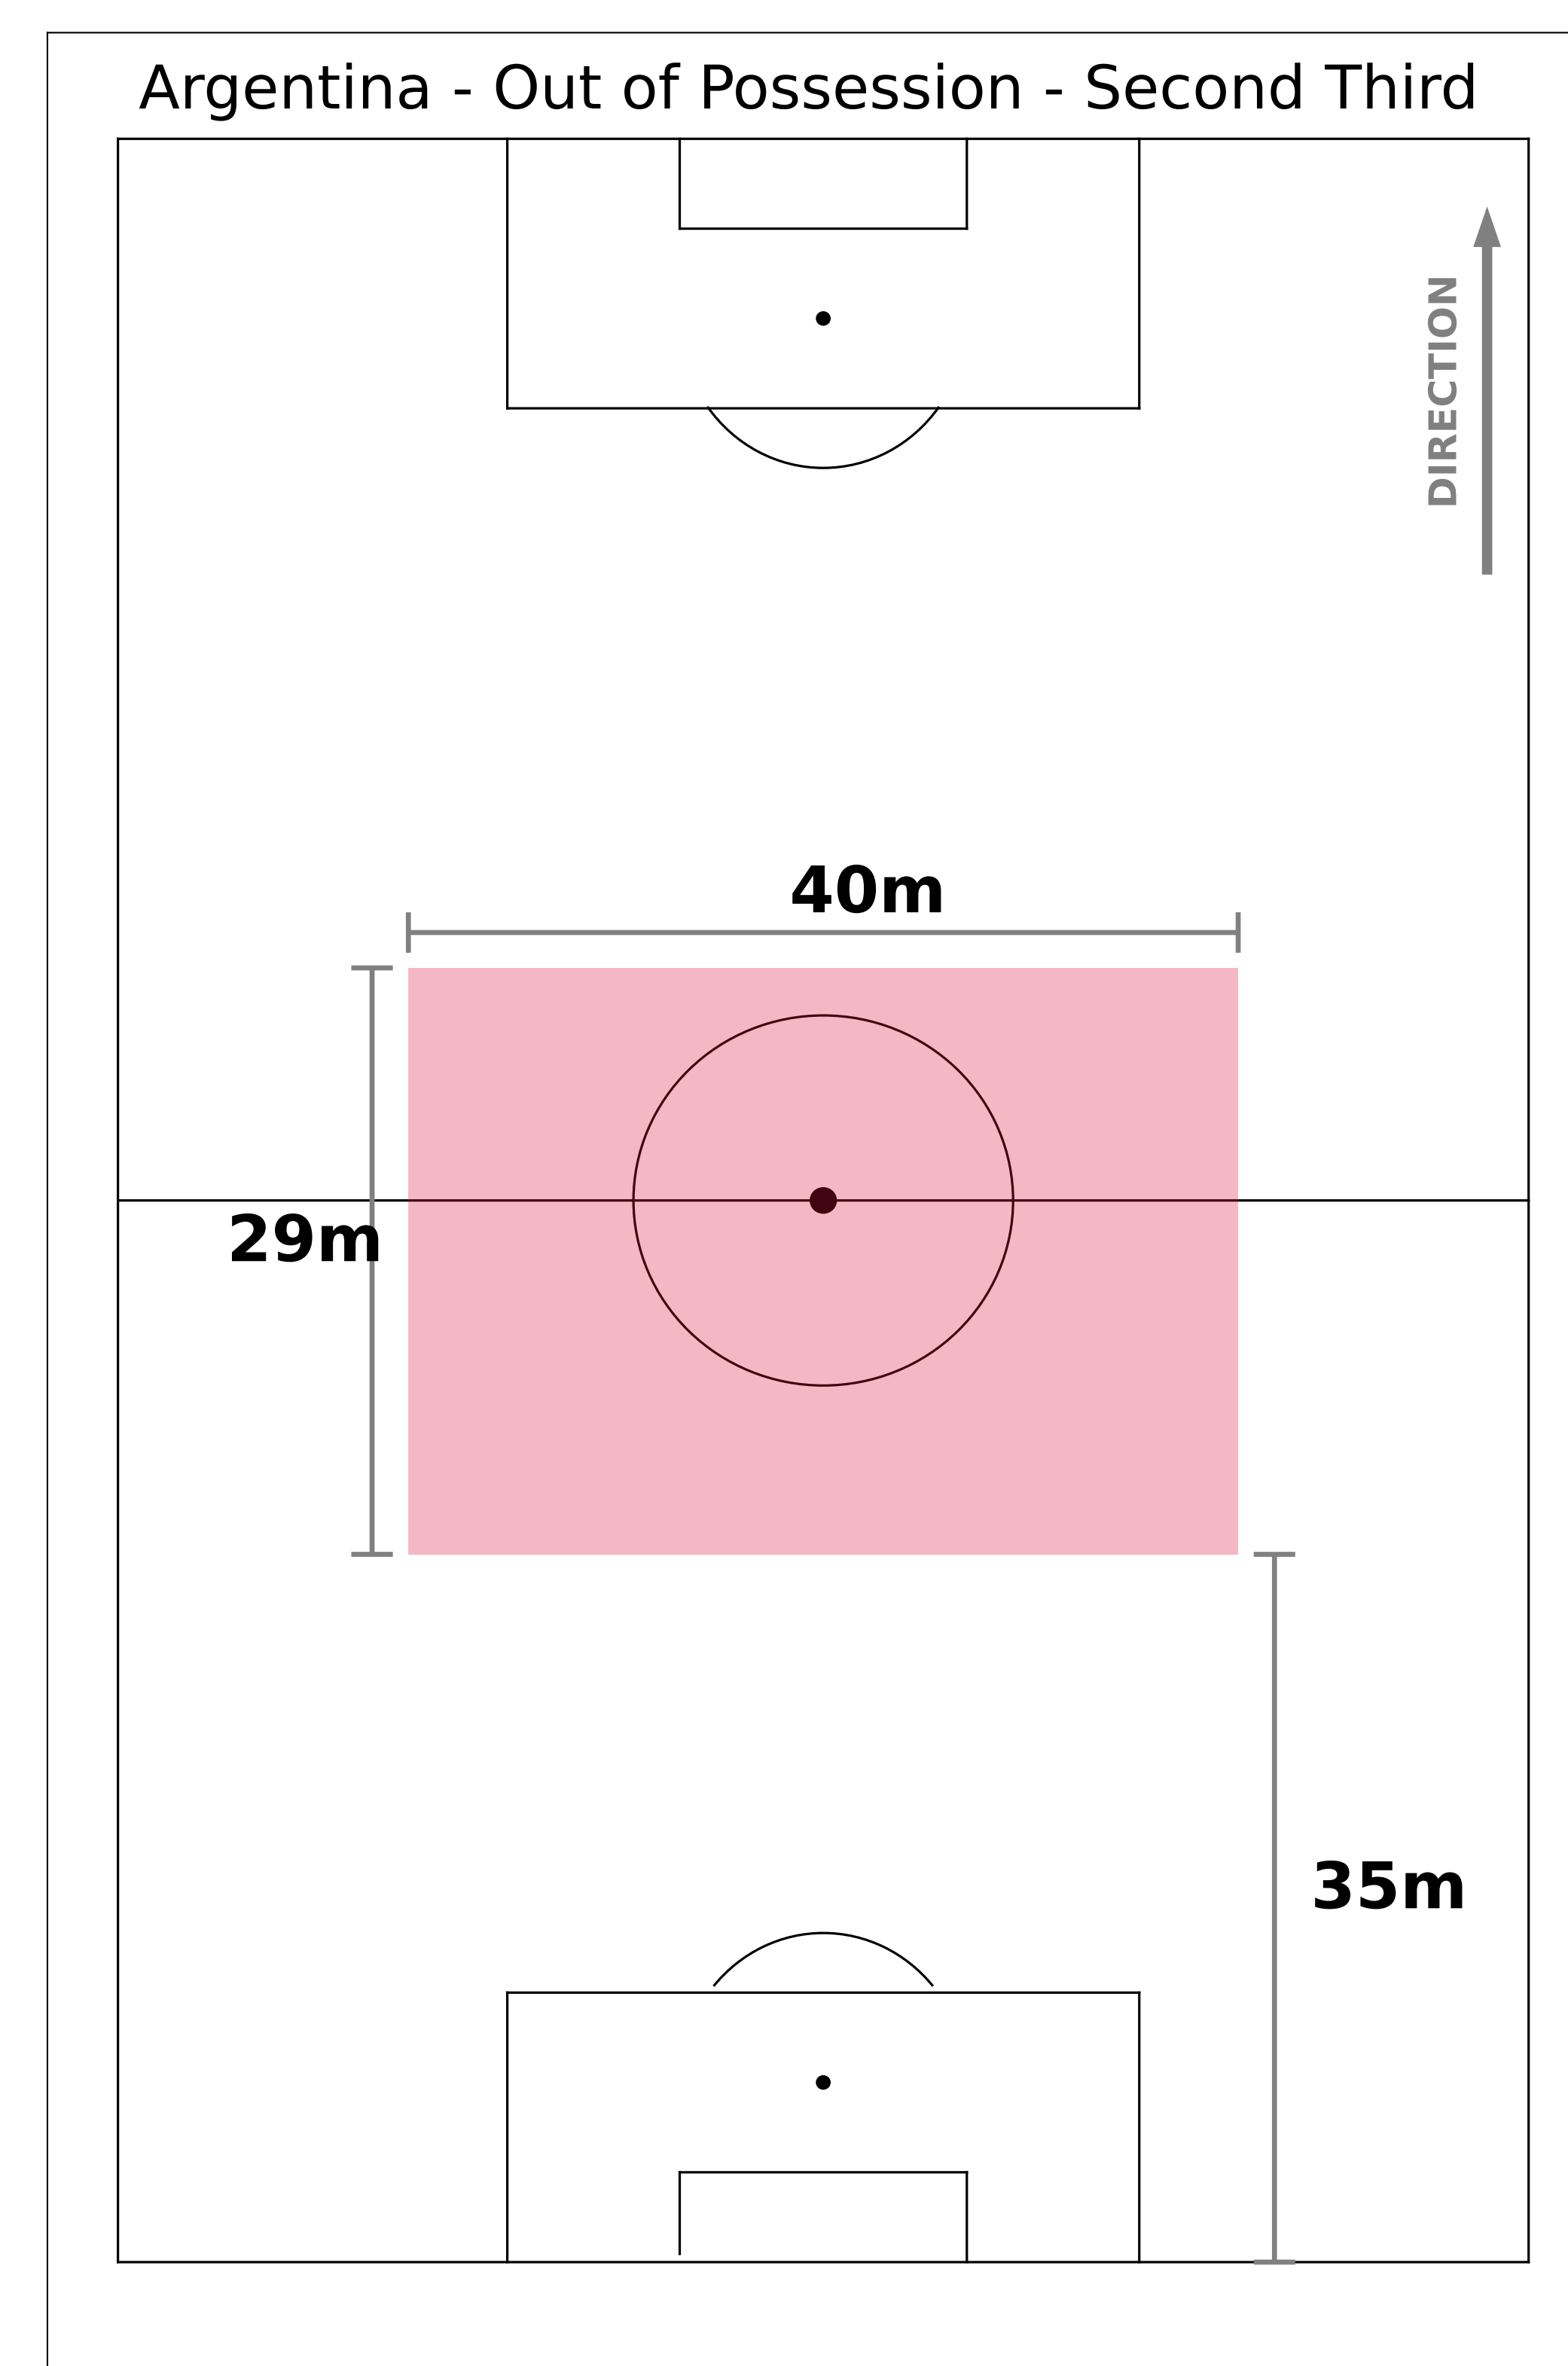 Argentina - Out of Possession - Second Third
DIRECTION
40m
29m
35m